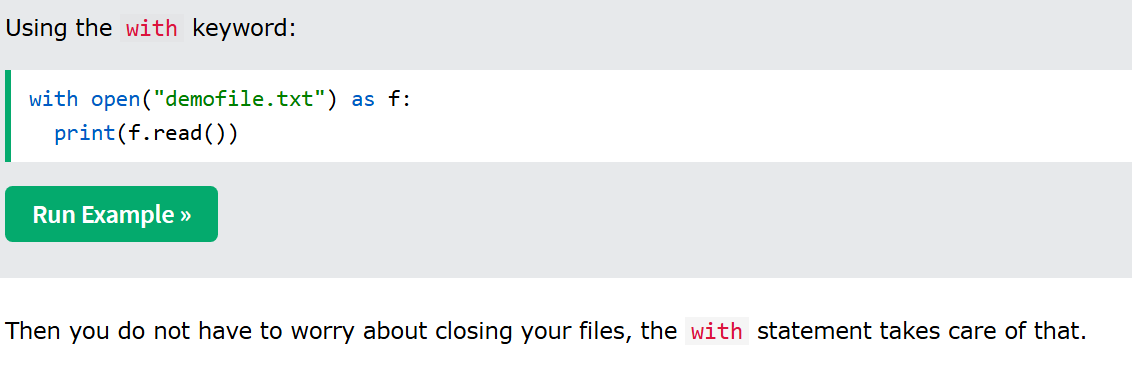 Using the with keyword:
with open("demofile.txt") as f:
  print(f.read())
Run Example »
Then you do not have to worry about closing your files, the with statement takes care of that.